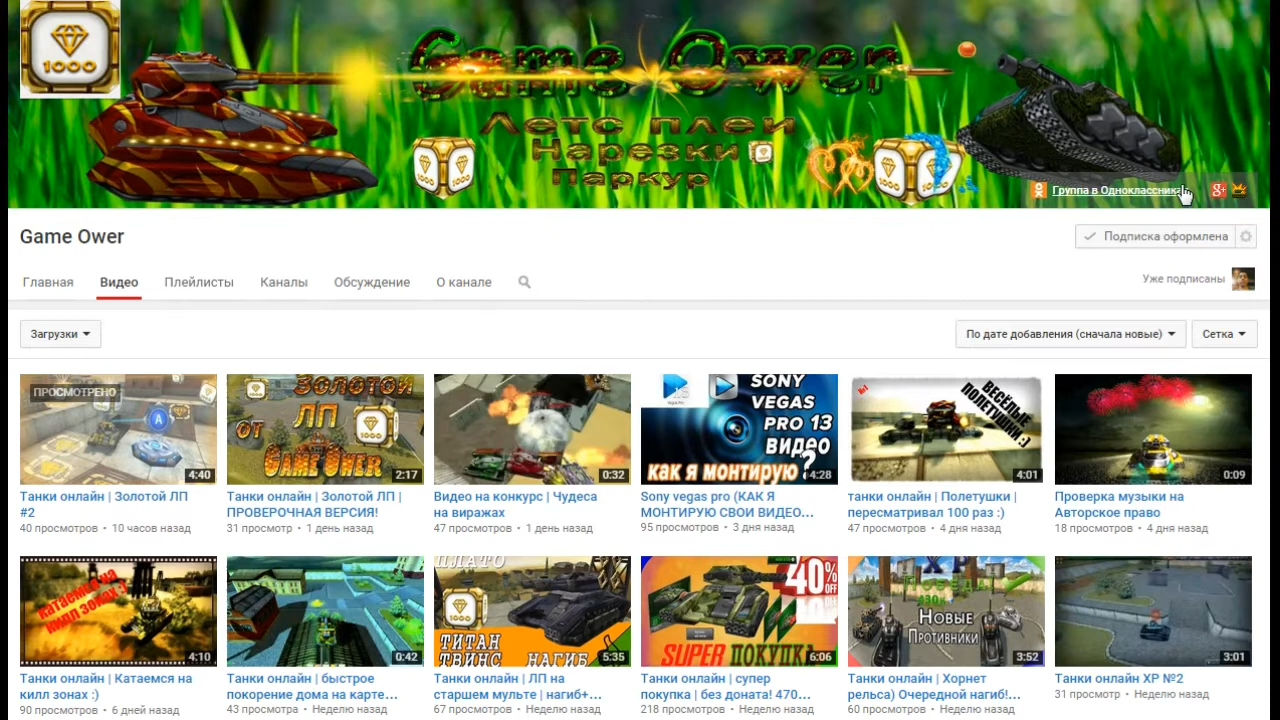 1000
Game Ower
Летс плеи
Нарезки
Паркур
Группа в Одноклассника
Game Ower
Подписка оформлена
Главная Видео Плейлисты Каналы Обсуждение О канале
Уже подписаны
Загрузки
По дате добавления (сначала новые)
Сетка
ПРОСМОТРЕНО
4:40
ЗОЛОТОЙ
ЛП
ОТ
1000
GAME OWER
2:17
0:32
SONY
VEGAS
PRO 13
ВИДЕО
как я монтирую ?
4:28
№1
ВЕСЁЛЫЕ
ПОЛЕТУШКИ :)
4:01
0:09
Танки онлайн | Золотой ЛП
#2
40 просмотров • 10 часов назад
Танки онлайн | Золотой ЛП |
ПРОВЕРОЧНАЯ ВЕРСИЯ!
31 просмотр • 1 день назад
Видео на конкурс | Чудеса
на виражах
47 просмотров • 1 день назад
Sony vegas pro (КАК Я
МОНТИРУЮ СВОИ ВИДЕО...
95 просмотров • 3 дня назад
танки онлайн | Полетушки |
пересматривал 100 раз :)
47 просмотров • 4 дня назад
Проверка музыки на
Авторское право
18 просмотров • 4 дня назад
катаемся на
килл зонах :)
4:10
0:42
ПЛАТО
1000
ТИТАН
ТВИНС НАГИБ
5:35
40%
OFF
SUPER ПОКУПКА
6:06
НОВЫЕ
ПРОТИВНИКИ
3:52
3:01
Танки онлайн | Катаемся на
килл зонах :)
90 просмотров • 6 дней назад
Танки онлайн | быстрое
покорение дома на карте...
43 просмотра • Неделю назад
Танки онлайн | ЛП на
старшем мульте | нагиб+...
67 просмотров • Неделю назад
Танки онлайн | супер
покупка | без доната! 470...
218 просмотров • Неделю назад
Танки онлайн | Хорнет
рельса) Очередной нагиб!...
60 просмотров • Неделю назад
Танки онлайн ХР №2
31 просмотр • Неделю назад